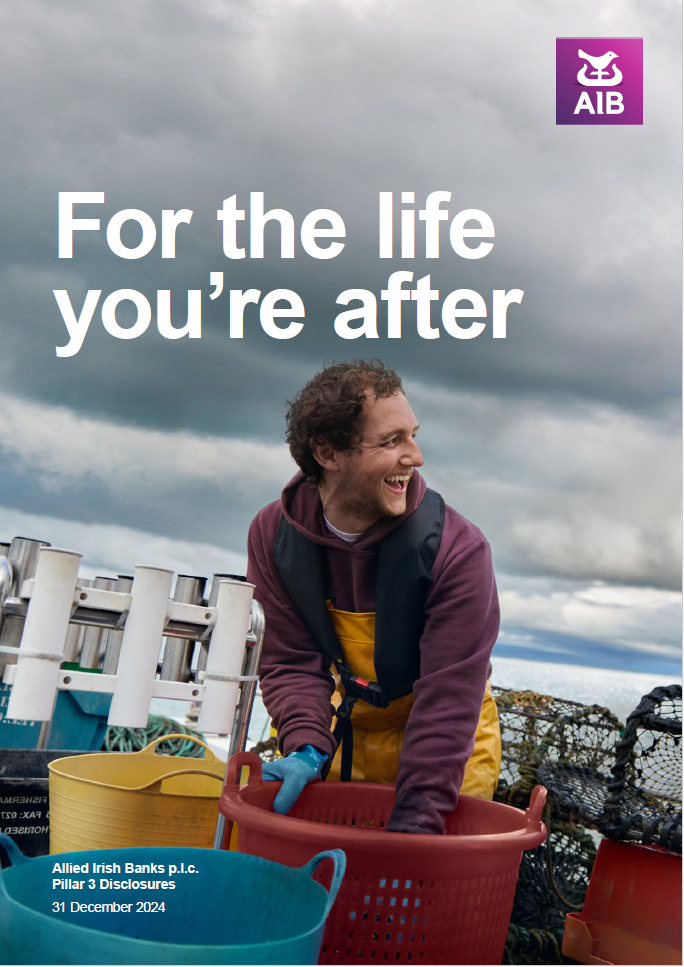 AIB
For the life
you're after
Allied Irish Banks p.l.c.
Pillar 3 Disclosures
31 December 2024